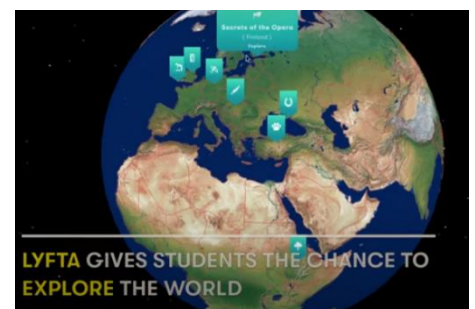 Secrets of the Opera
( Finland )
Explore
LYFTA GIVES STUDENTS THE CHANCE TO
EXPLORE THE WORLD